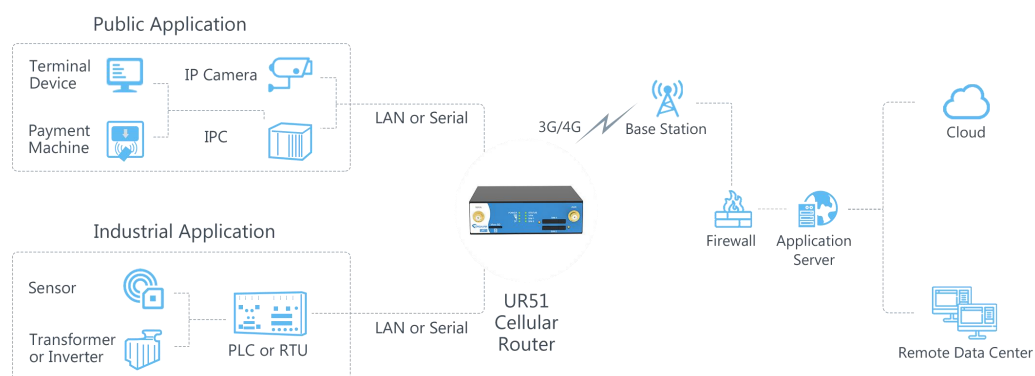 Public Application
Terminal
Device
IP Camera
Payment
Machine
IPC
LAN or Serial
3G/4G
Base Station
Cloud
Firewall
Application
Server
Industrial Application
Sensor
Transformer
or Inverter
PLC or RTU
LAN or Serial
UR51
Cellular
Router
Remote Data Center